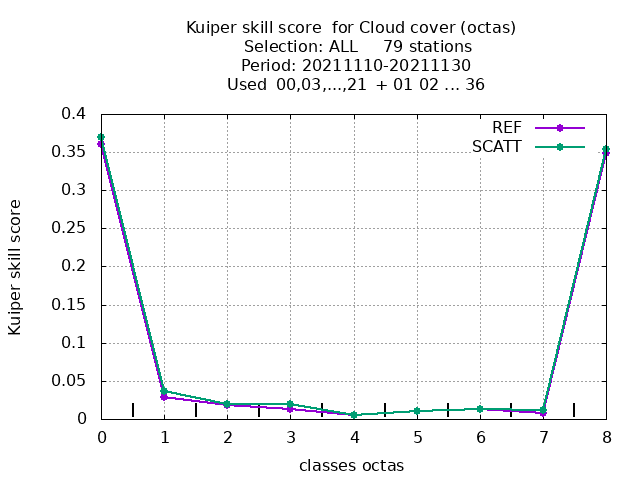 Kuiper skill score  for Cloud cover (octas)
Selection: ALL     79 stations
Period: 20211110-20211130
Used  00,03,...,21  + 01 02 ... 36
REF
SCATT
0.4
0.35
0.3
0.25
0.2
0.15
0.1
0.05
0
Kuiper skill score
0 1 2 3 4 5 6 7 8
classes octas